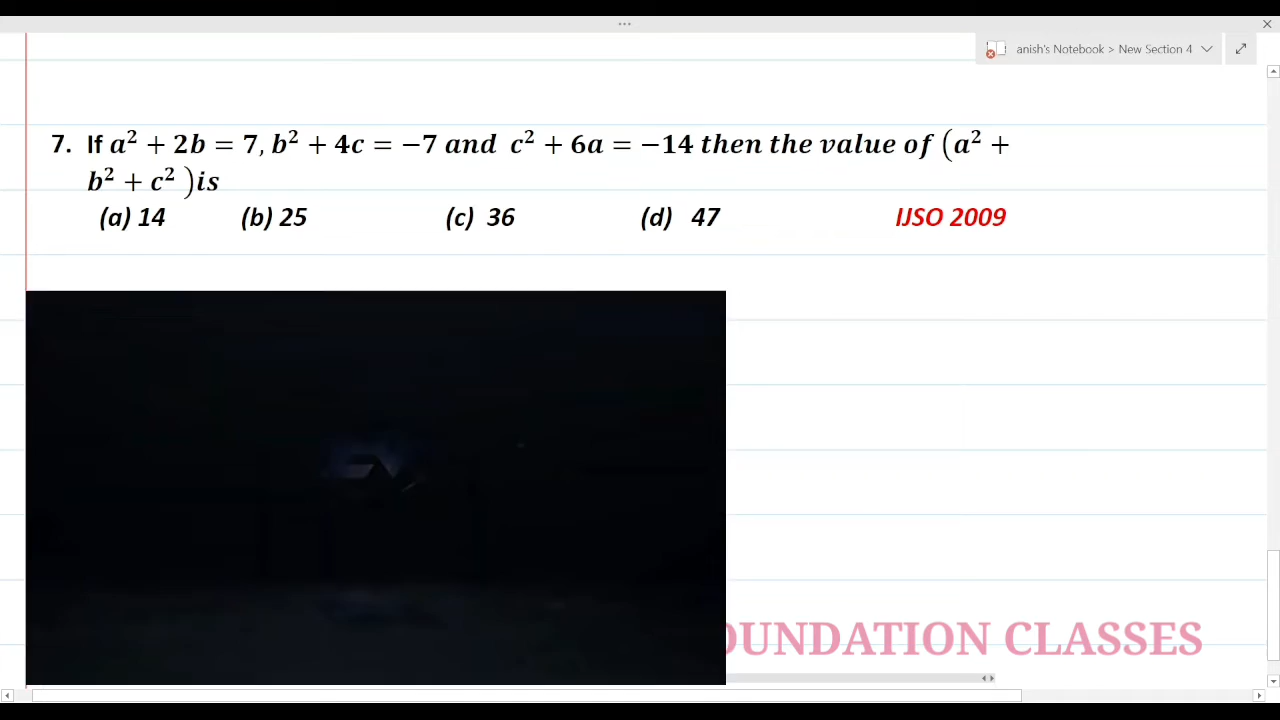 anish's Notebook > New Section 4
7. If a² + 2b = 7, b² + 4c = −7 and c² + 6a = −14 then the value of (a² +
b² + c² ) is
(a) 14 (b) 25 (c) 36 (d) 47 IJSO 2009
OUNDATION CLASSES